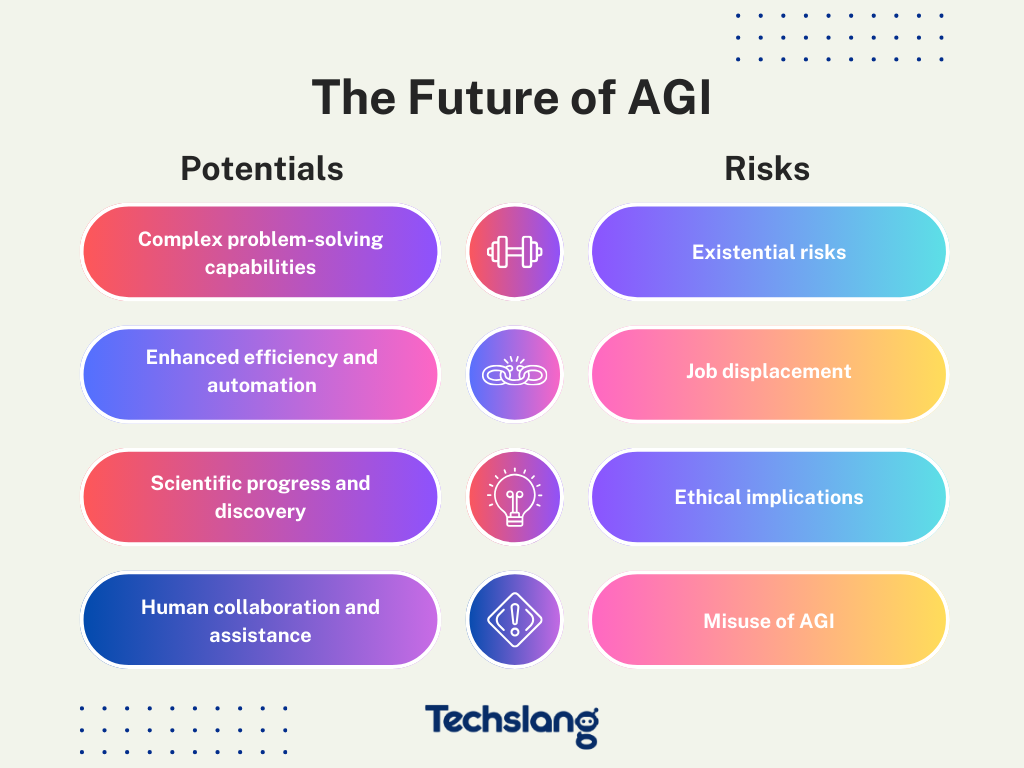 The Future of AGI
Potentials
Risks
Complex problem-solving
capabilities
Existential risks
Enhanced efficiency and
automation
Job displacement
Scientific progress and
discovery
Ethical implications
Human collaboration and
assistance
Misuse of AGI
Techslang